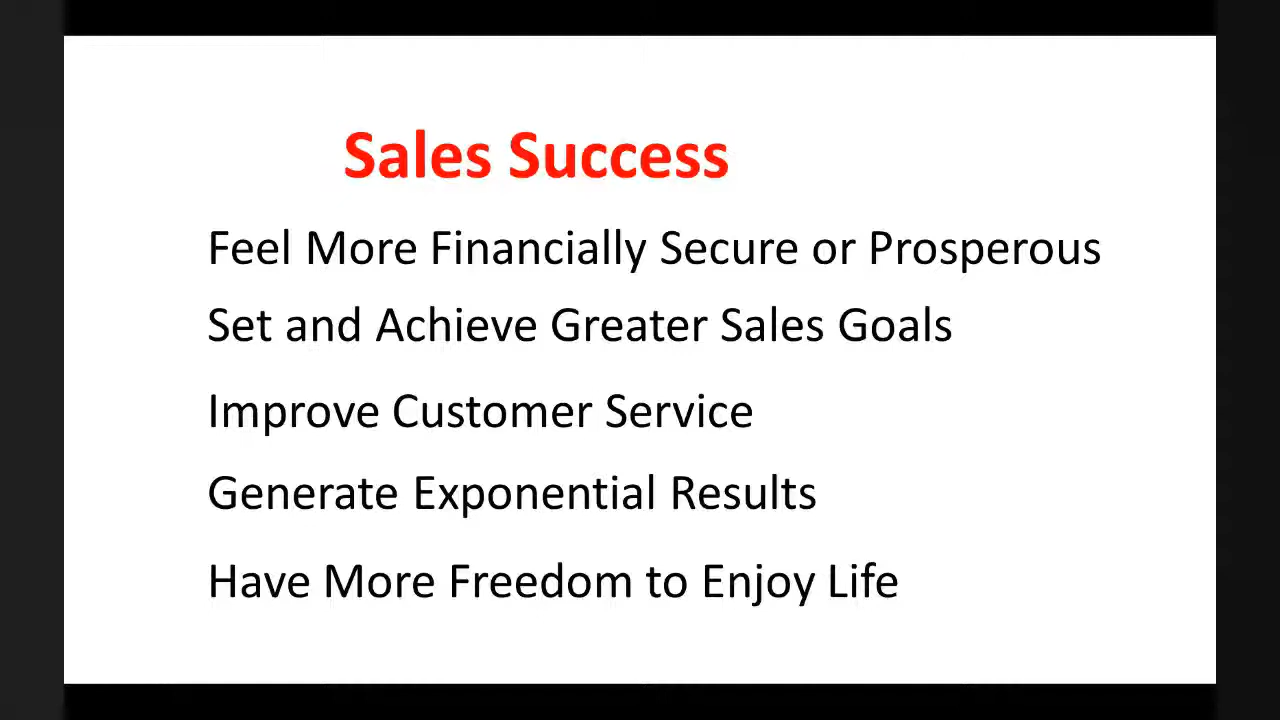 Sales Success
Feel More Financially Secure or Prosperous
Set and Achieve Greater Sales Goals
Improve Customer Service
Generate Exponential Results
Have More Freedom to Enjoy Life